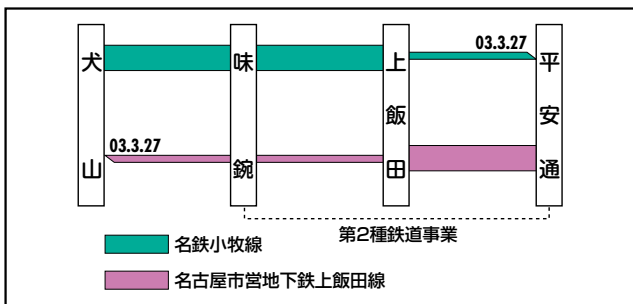 犬山
味鋺
上飯田
平安通
03.3.27
03.3.27
第2種鉄道事業
名鉄小牧線
名古屋市営地下鉄上飯田線